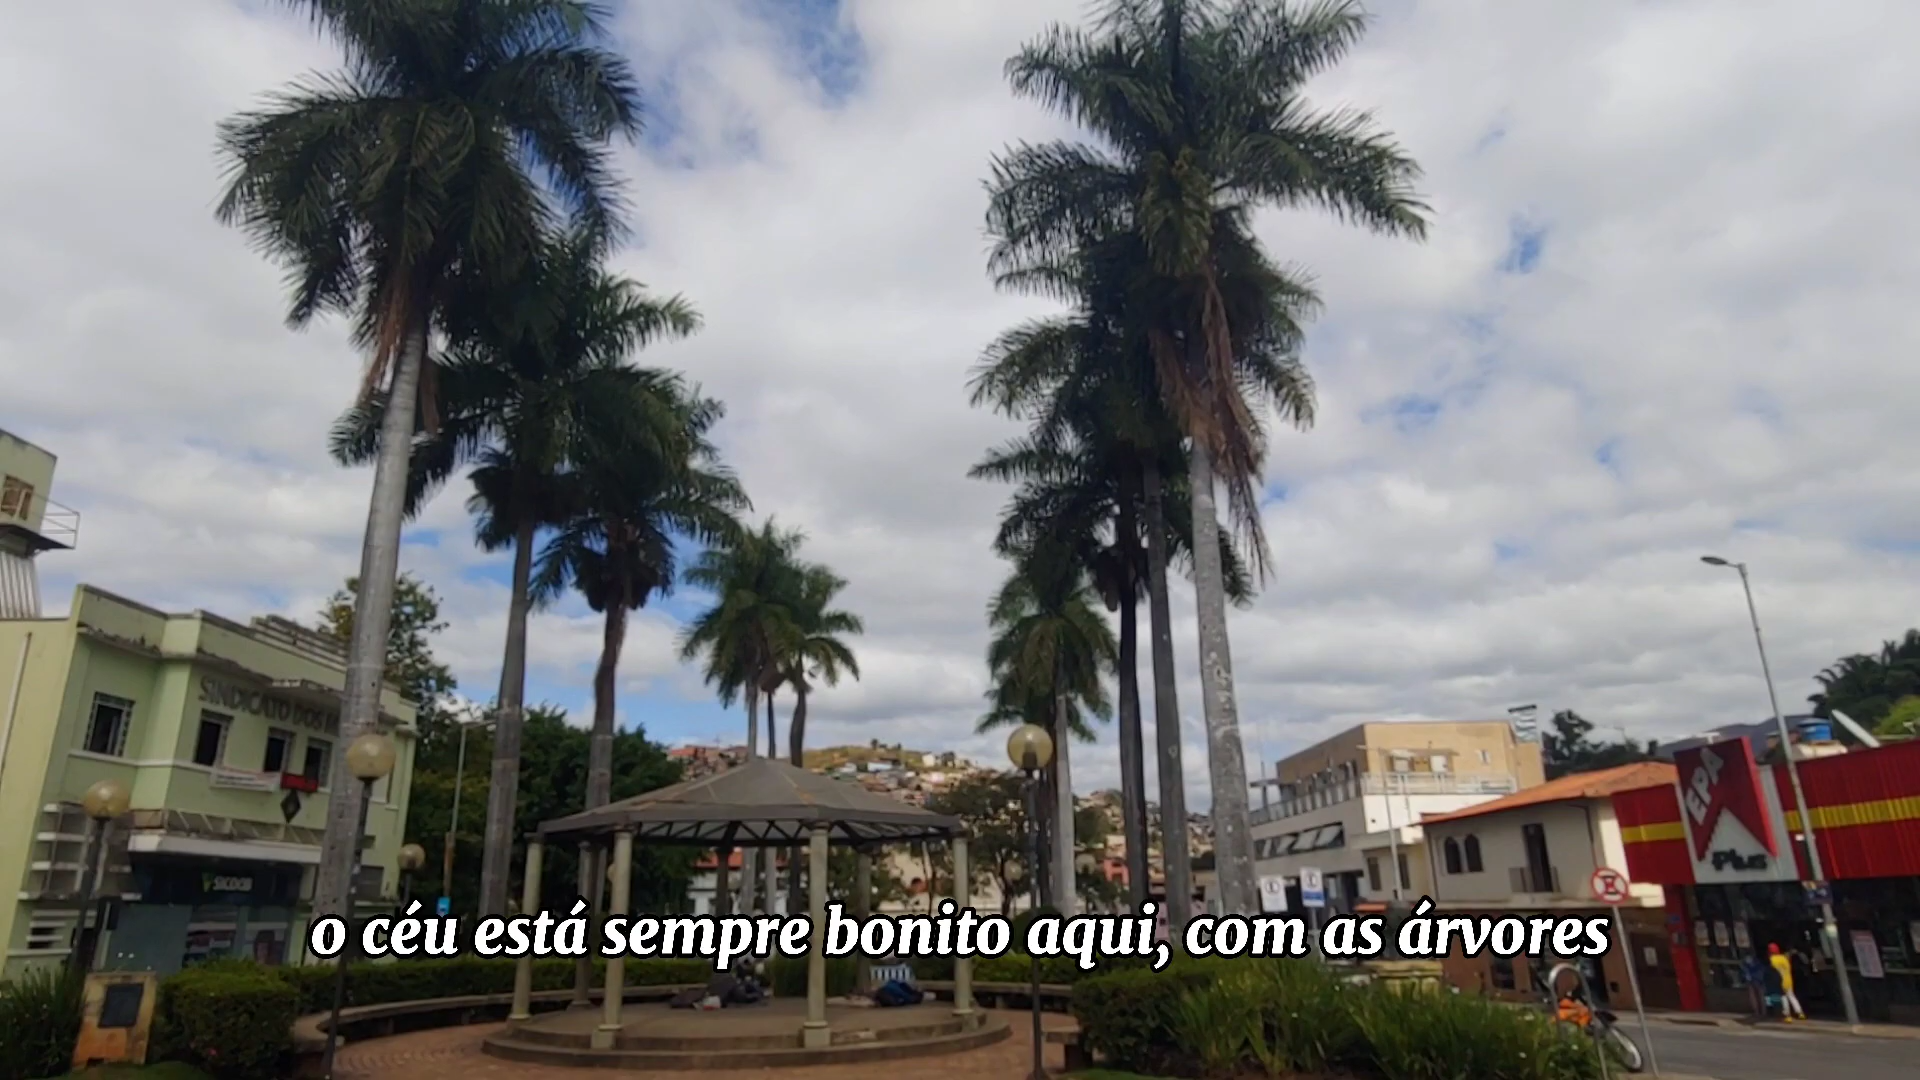 SINDICATO DOS
SICOOB
EPA
Plus
o céu está sempre bonito aqui, com as árvores